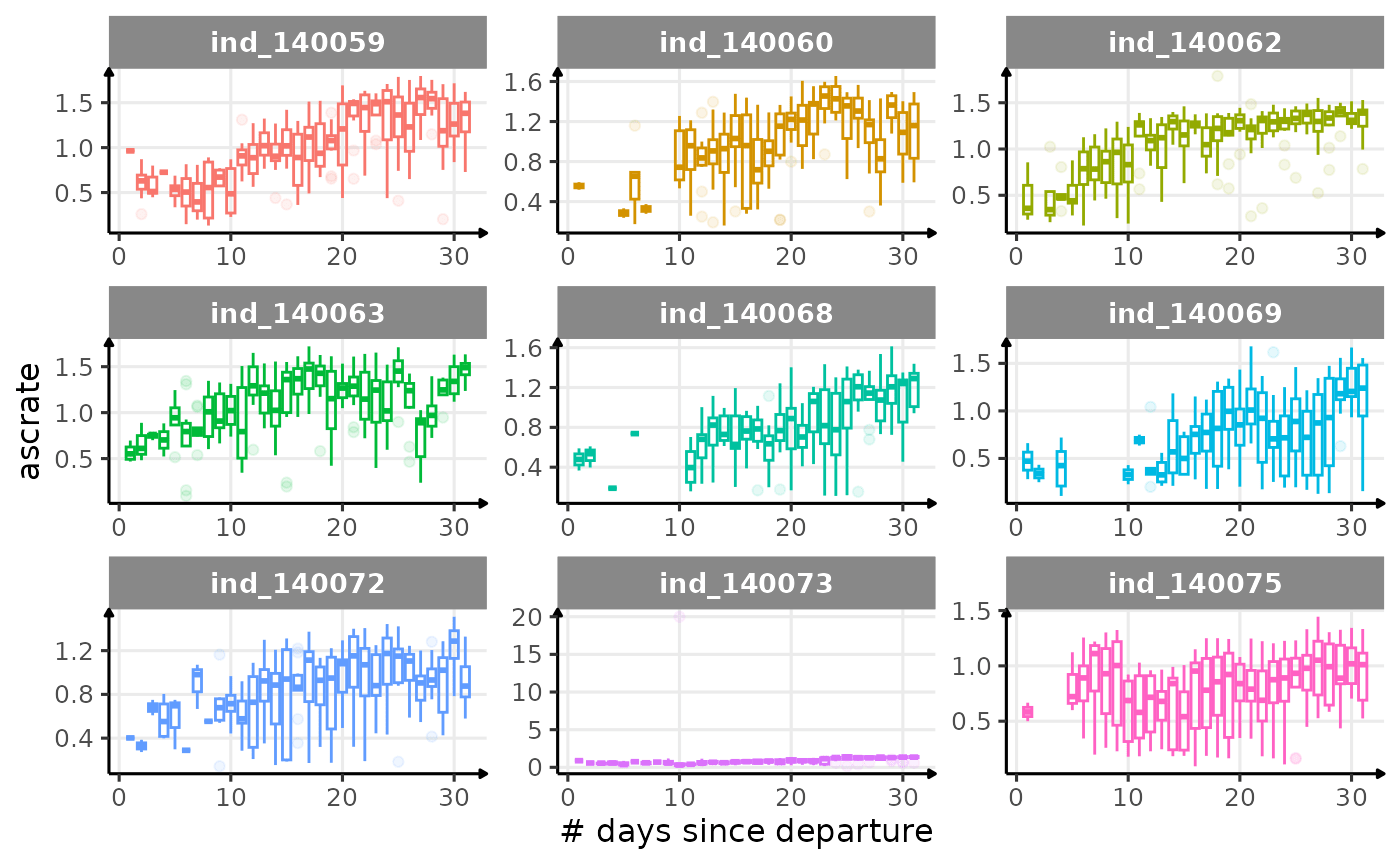 ind_140059 ind_140060 ind_140062
1.5 1.0 0.5
1.6 1.2 0.8 0.4
1.5 1.0 0.5
0 10 20 30 0 10 20 30 0 10 20 30
ind_140063 ind_140068 ind_140069
ascrate
1.5 1.0 0.5
1.6 1.2 0.8 0.4
1.5 1.0 0.5
0 10 20 30 0 10 20 30 0 10 20 30
ind_140072 ind_140073 ind_140075
1.2 0.8 0.4
20 15 10 5 0
1.5 1.0 0.5
0 10 20 30 0 10 20 30 0 10 20 30
# days since departure